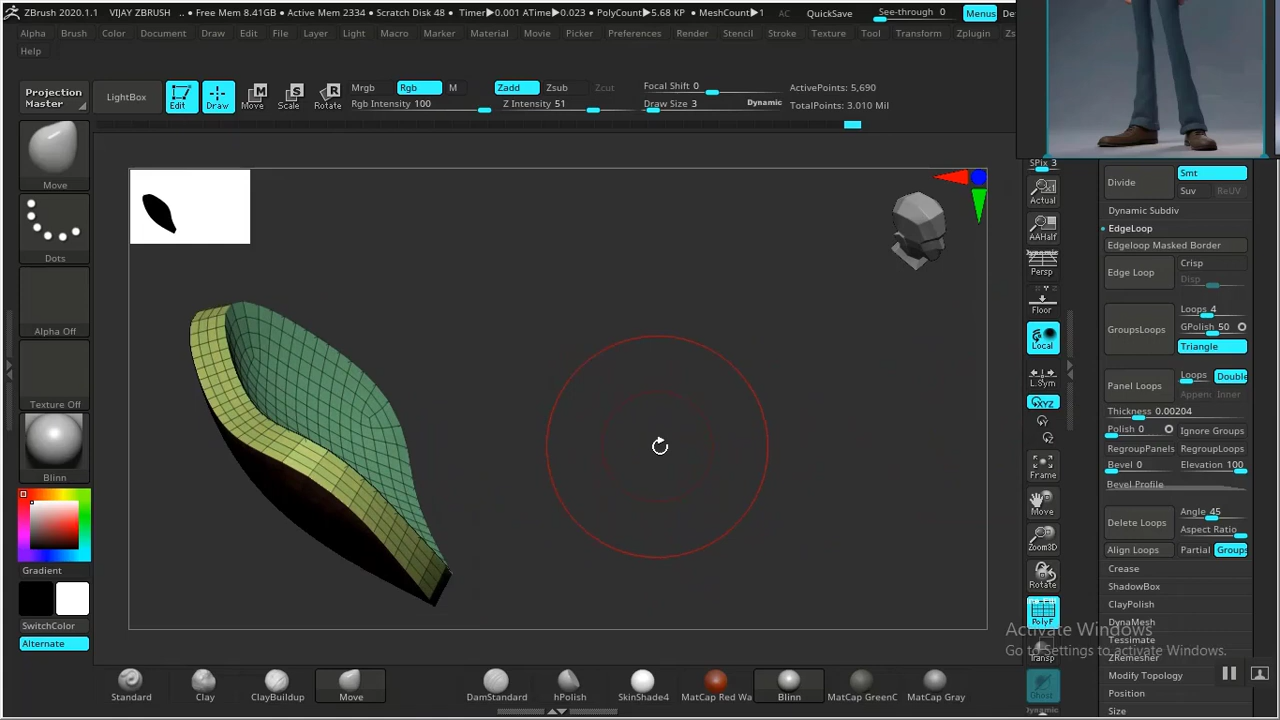 ZBrush 2020.1.1 VIJAY ZBRUSH .. • Free Mem 8.41GB • Active Mem 2334 • Scratch Disk 48 • Timer▶0.001 ATime▶0.023 • PolyCount▶5.68 KP • MeshCount▶1 AC QuickSave See-through 0 Menus
Alpha Brush Color Document Draw Edit File Layer Light Macro Marker Material Movie Picker Preferences Render Stencil Stroke Texture Tool Transform Zplugin
Help
Projection Master
LightBox
Edit Draw Move Scale Rotate
Mrgb Rgb M
Rgb Intensity 100
Zadd Zsub Zcut
Z Intensity 51
Focal Shift 0
Draw Size 3 Dynamic
ActivePoints: 5,690
TotalPoints: 3.010 Mil
Move
Dots
Alpha Off
Texture Off
Blinn
Gradient
SwitchColor
Alternate
SPix 3
Actual
AAHalf
Dynamic
Persp
Floor
Local
L.Sym
XYZ
Y
Z
Frame
Move
Zoom3D
Rotate
PolyF
Transp
Ghost
Dynamic
Divide Smt
Suv ReUV
Dynamic Subdiv
EdgeLoop
Edgeloop Masked Border
Edge Loop Crisp
Disp
Loops 4
GroupsLoops GPolish 50
Triangle
Panel Loops Loops Double
Append Inner
Thickness 0.00204
Polish 0 Ignore Groups
RegroupPanels RegroupLoops
Bevel 0 Elevation 100
Bevel Profile
Angle 45
Delete Loops Aspect Ratio
Align Loops Partial Groups
Crease
ShadowBox
ClayPolish
DynaMesh
Tessimate
ZRemesher
Modify Topology
Position
Size
Activate Windows
Go to Settings to activate Windows.
Standard Clay ClayBuildup Move DamStandard hPolish SkinShade4 MatCap Red Wa Blinn MatCap GreenC MatCap Gray